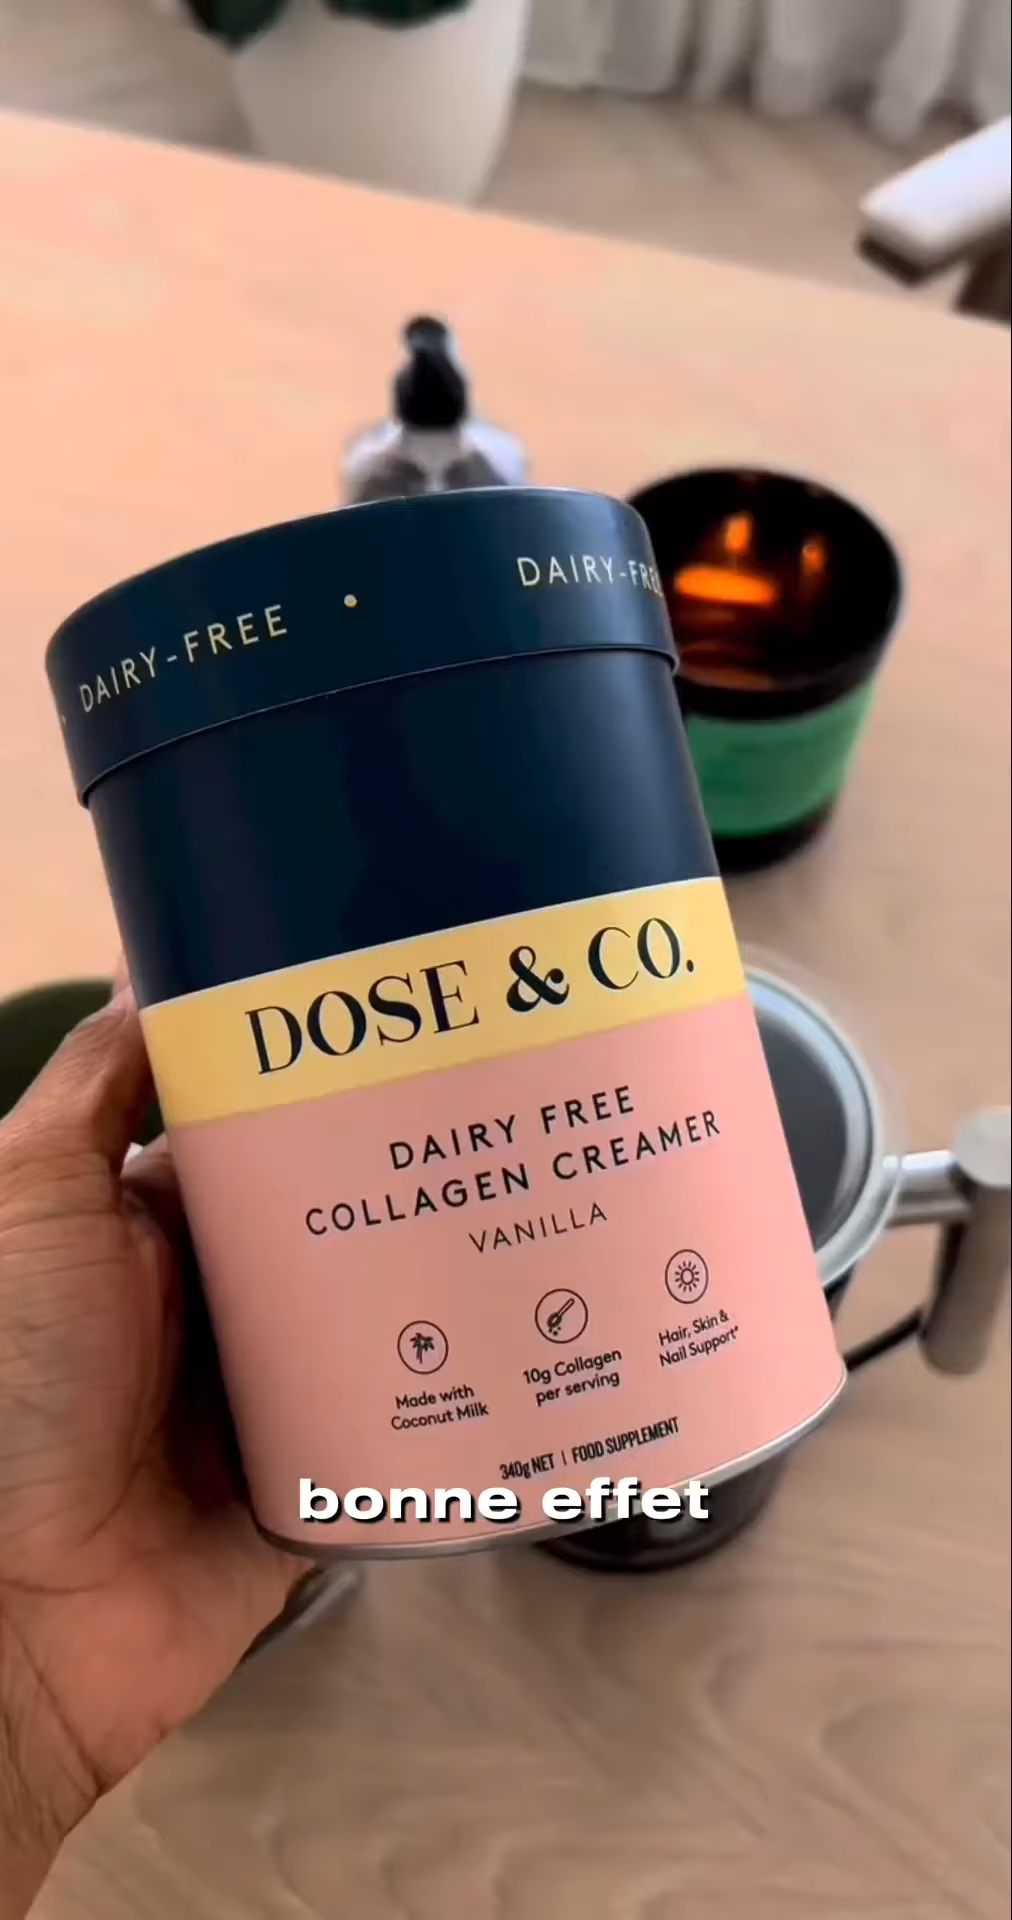 DAIRY-FREE • DAIRY-FREE
DOSE & CO.
DAIRY FREE
COLLAGEN CREAMER
VANILLA
Made with
Coconut Milk
10g Collagen
per serving
Hair, Skin &
Nail Support*
340g NET | FOOD SUPPLEMENT
bonne effet